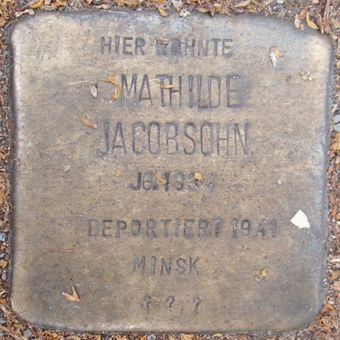 HIER WOHNTE
MATHILDE
JACOBSOHN
JG.
DEPORTIERT 1941
MINSK
? ? ?